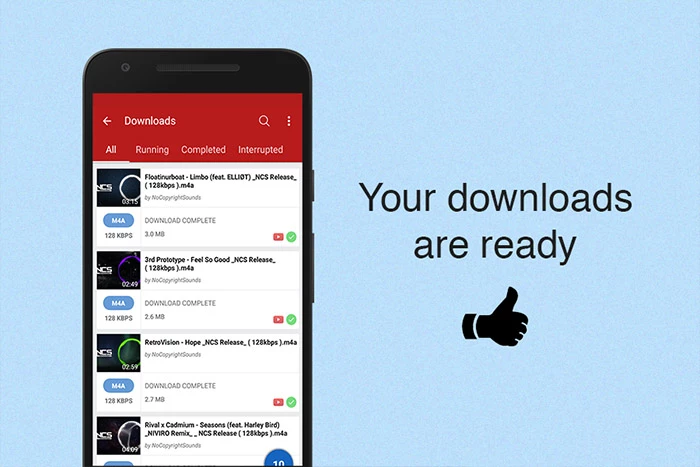 Downloads
All Running Completed Interrupted
NCS
03:15
Floatinurboat - Limbo (feat. ELLIØT) _NCS Release_
( 128kbps ).m4a
by NoCopyrightSounds
M4A
128 KBPS
DOWNLOAD COMPLETE
3.0 MB
NCS
02:49
3rd Prototype - Feel So Good _NCS Release_
( 128kbps ).m4a
by NoCopyrightSounds
M4A
128 KBPS
DOWNLOAD COMPLETE
2.6 MB
NCS
02:59
RetroVision - Hope _NCS Release_ ( 128kbps ).m4a
by NoCopyrightSounds
M4A
128 KBPS
DOWNLOAD COMPLETE
2.7 MB
NCS
04:09
Rival x Cadmium - Seasons (feat. Harley Bird)
_NIVIRO Remix_ _ NCS Release ( 128kbps ).m4a
by NoCopyrightSounds
10
Your downloads
are ready